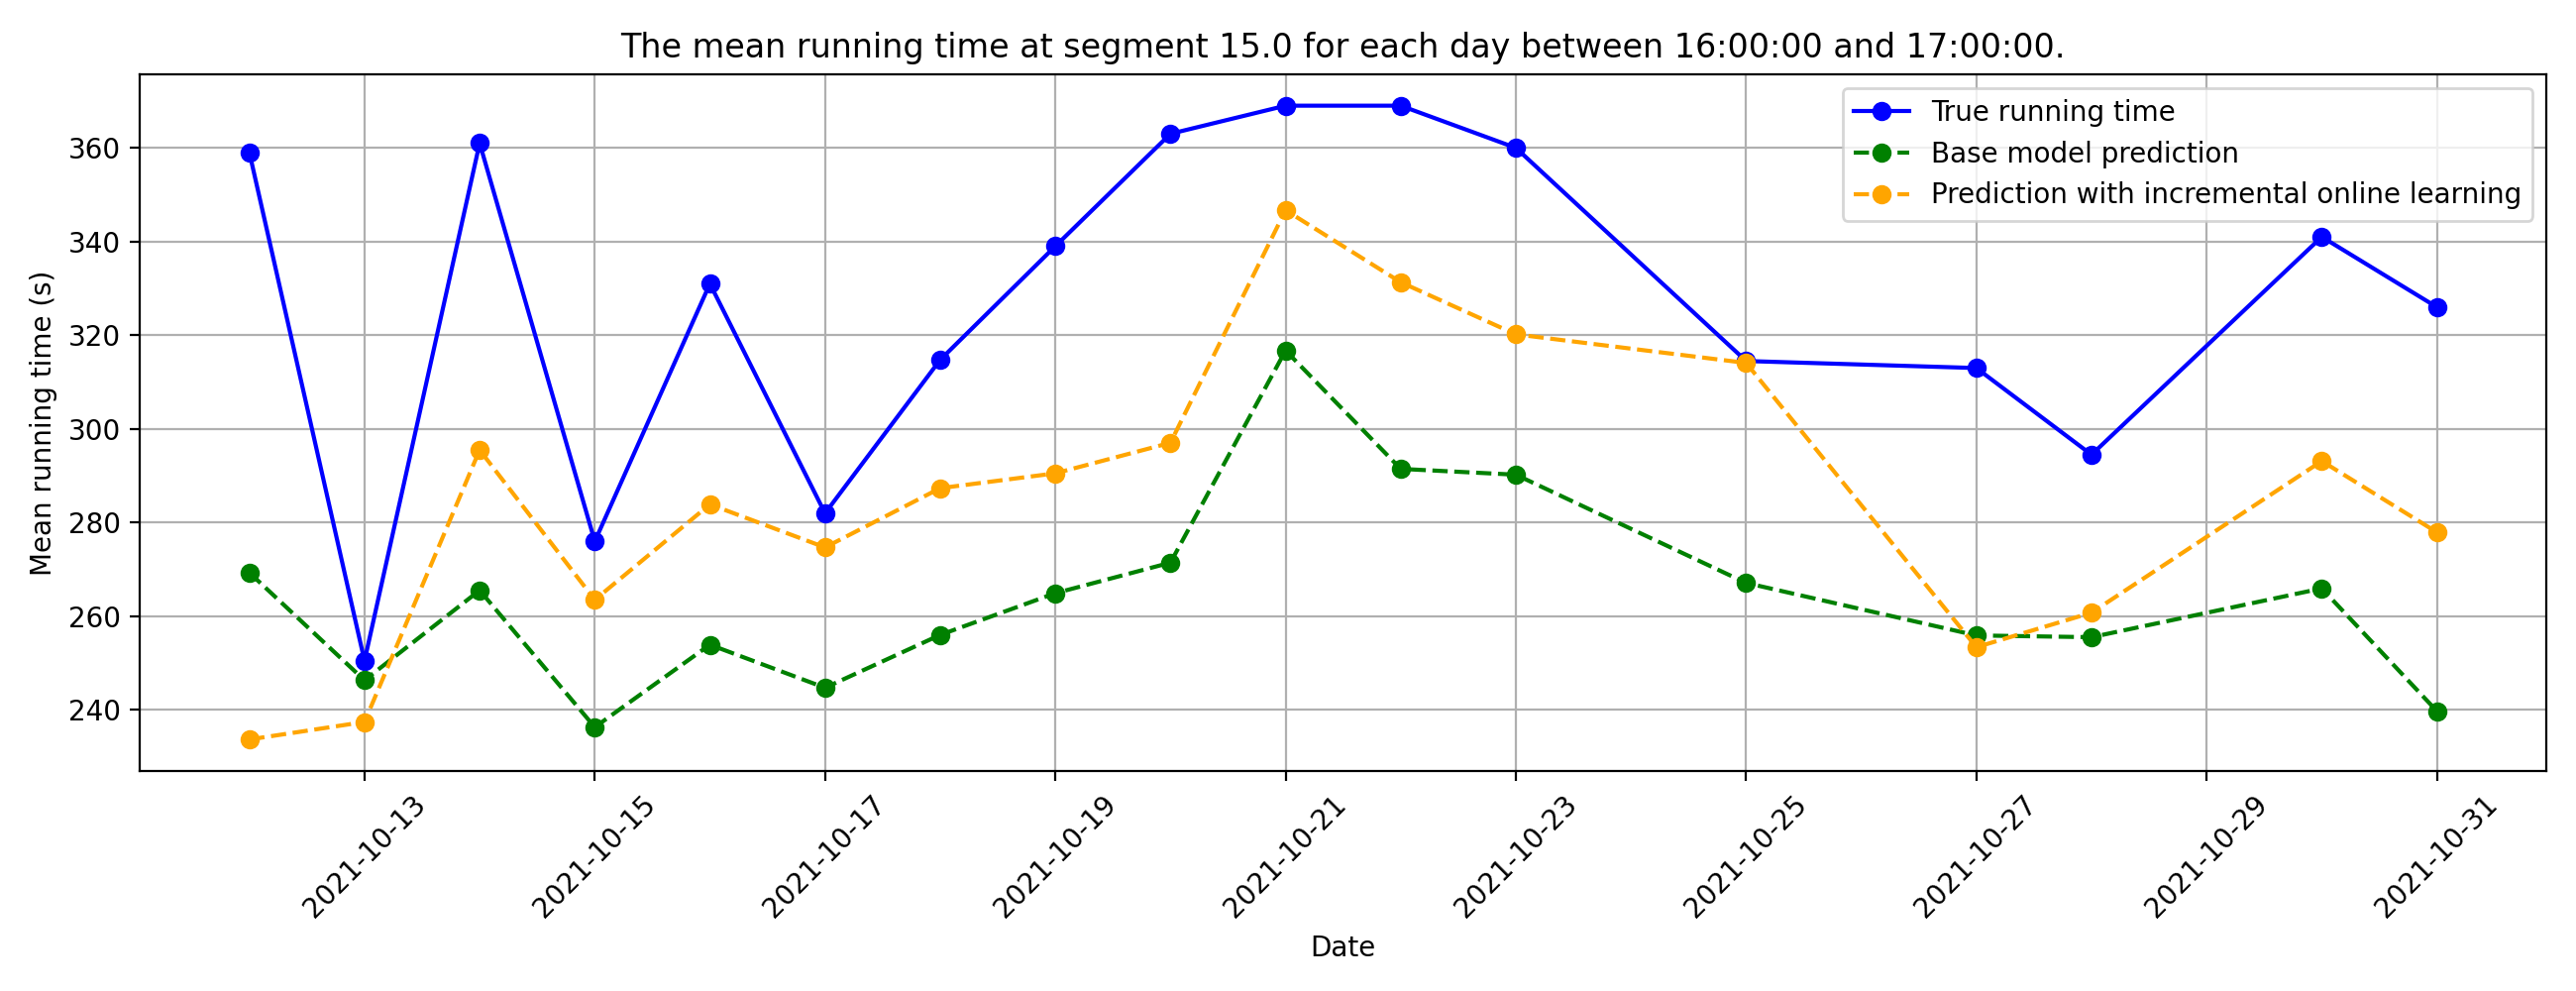 The mean running time at segment 15.0 for each day between 16:00:00 and 17:00:00.
True running time
Base model prediction
Prediction with incremental online learning
Mean running time (s)
360
340
320
300
280
260
240
2021-10-13
2021-10-15
2021-10-17
2021-10-19
2021-10-21
2021-10-23
2021-10-25
2021-10-27
2021-10-29
2021-10-31
Date